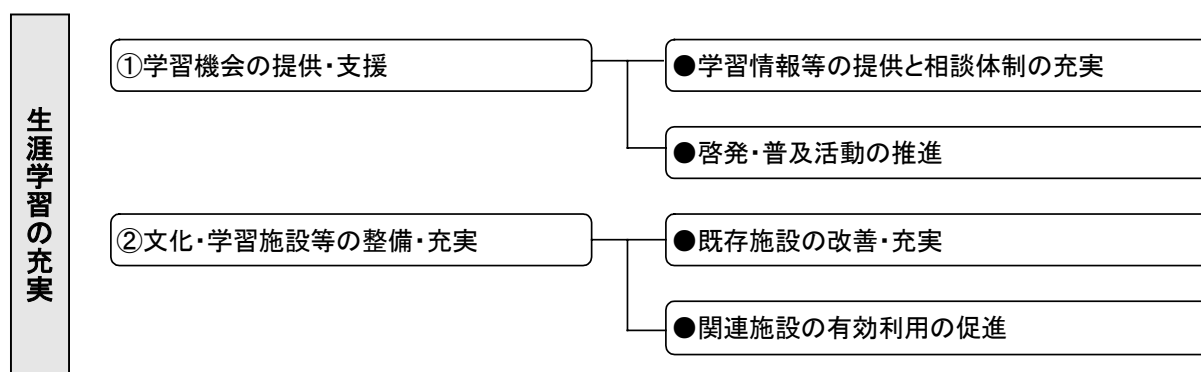 生涯学習の充実
①学習機会の提供・支援
●学習情報等の提供と相談体制の充実
●啓発・普及活動の推進
②文化・学習施設等の整備・充実
●既存施設の改善・充実
●関連施設の有効利用の促進